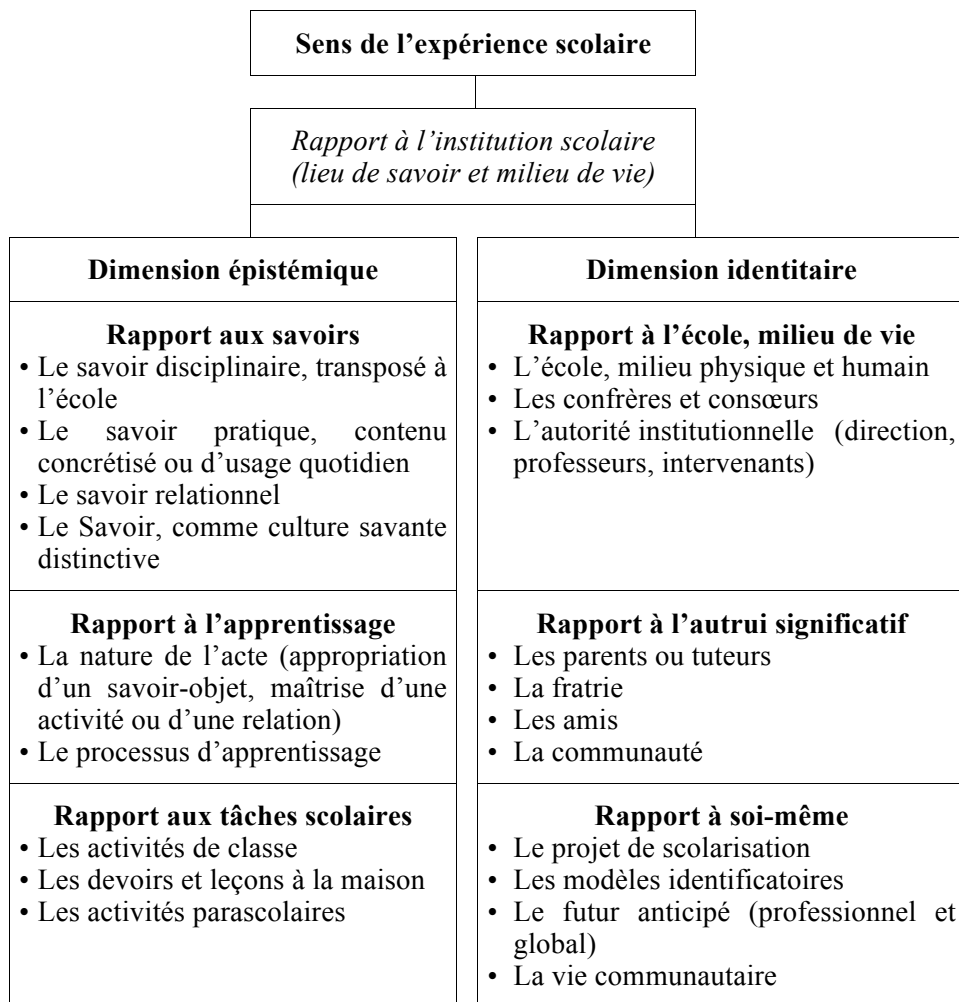 Sens de l’expérience scolaire
Rapport à l’institution scolaire
(lieu de savoir et milieu de vie)
Dimension épistémique
Rapport aux savoirs
• Le savoir disciplinaire, transposé à
l’école
• Le savoir pratique, contenu
concrétisé ou d’usage quotidien
• Le savoir relationnel
• Le Savoir, comme culture savante
distinctive
Rapport à l’apprentissage
• La nature de l’acte (appropriation
d’un savoir-objet, maîtrise d’une
activité ou d’une relation)
• Le processus d’apprentissage
Rapport aux tâches scolaires
• Les activités de classe
• Les devoirs et leçons à la maison
• Les activités parascolaires
Dimension identitaire
Rapport à l’école, milieu de vie
• L’école, milieu physique et humain
• Les confrères et consœurs
• L’autorité institutionnelle (direction,
professeurs, intervenants)
Rapport à l’autrui significatif
• Les parents ou tuteurs
• La fratrie
• Les amis
• La communauté
Rapport à soi-même
• Le projet de scolarisation
• Les modèles identificatoires
• Le futur anticipé (professionnel et
global)
• La vie communautaire